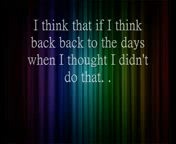 I think that if I think
back back to the days
when I thought I didn't
do that. .